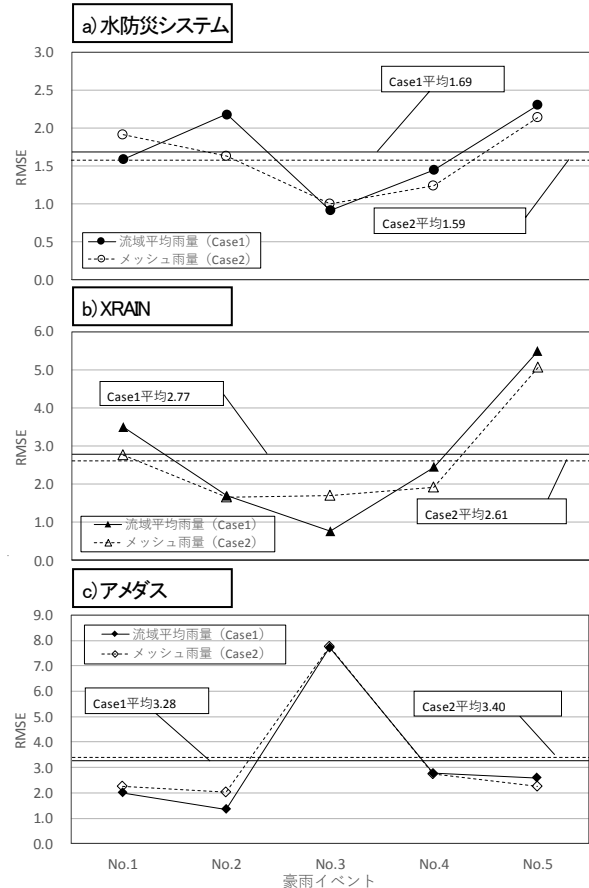 a)水防災システム
3.0
2.5
2.0
1.5
1.0
0.5
0.0
RMSE
Case1平均1.69
Case2平均1.59
流域平均雨量（Case1）
メッシュ雨量（Case2）
b)XRAIN
6.0
5.0
4.0
3.0
2.0
1.0
0.0
RMSE
Case1平均2.77
Case2平均2.61
流域平均雨量（Case1）
メッシュ雨量（Case2）
c)アメダス
9.0
8.0
7.0
6.0
5.0
4.0
3.0
2.0
1.0
0.0
RMSE
流域平均雨量（Case1）
メッシュ雨量（Case2）
Case1平均3.28
Case2平均3.40
No.1 No.2 No.3 No.4 No.5
豪雨イベント